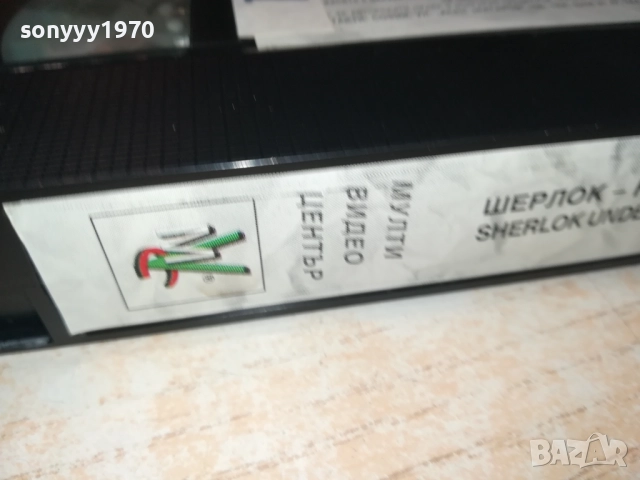 sonyyy1970
МУЛТИ
ВИДЕО
ЦЕНТЪР
ШЕРЛОК –
SHERLOK UNDE
®
BAZAR